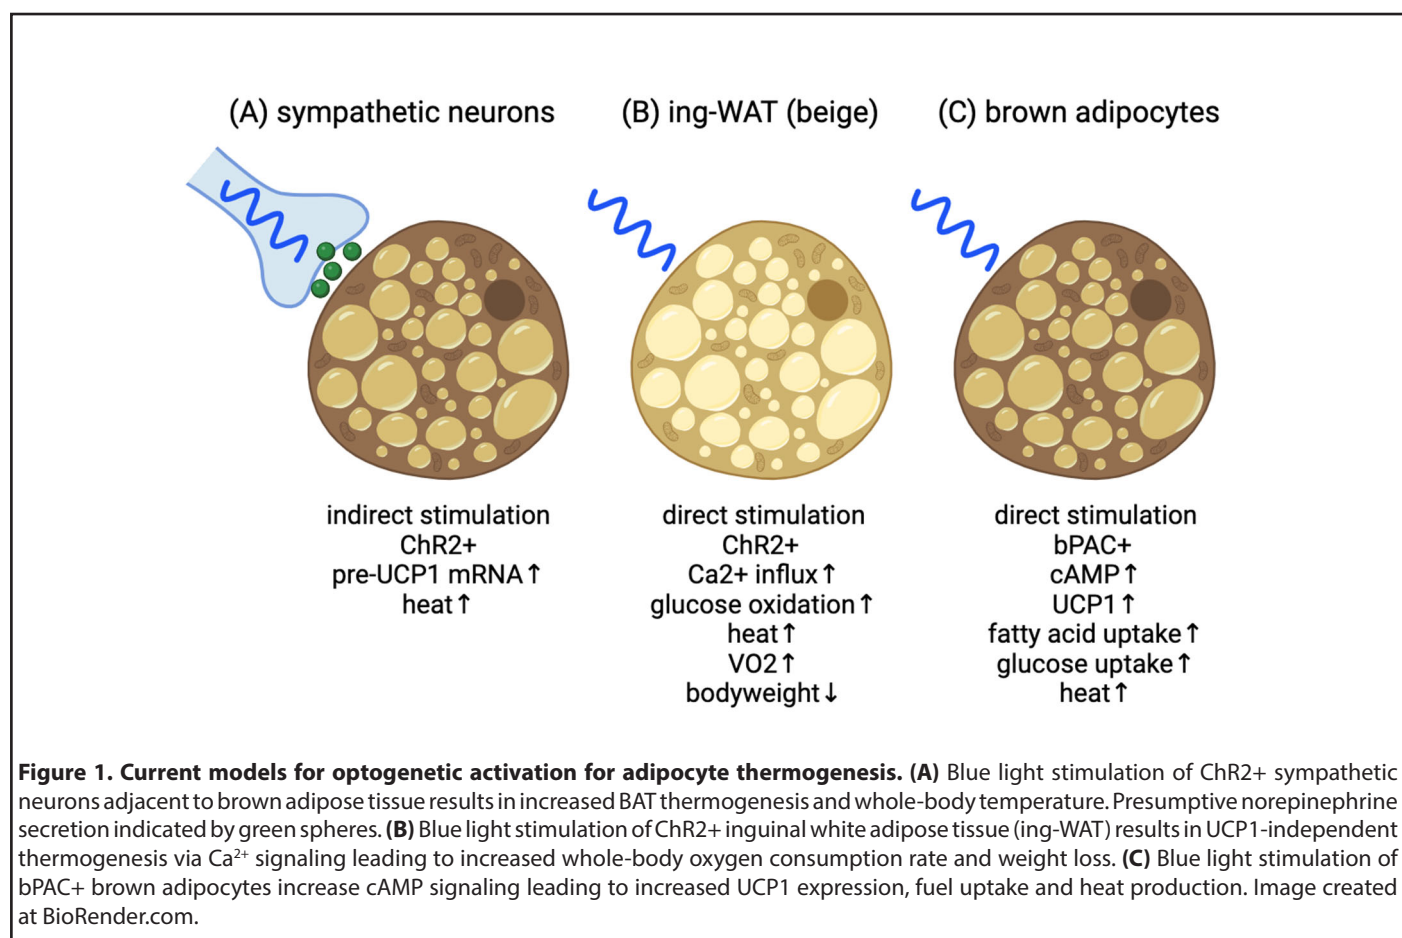 (A) sympathetic neurons
(B) ing-WAT (beige)
(C) brown adipocytes
indirect stimulation
ChR2+
pre-UCP1 mRNA↑
heat↑
direct stimulation
ChR2+
Ca2+ influx↑
glucose oxidation↑
heat↑
VO2↑
bodyweight↓
direct stimulation
bPAC+
cAMP↑
UCP1↑
fatty acid uptake↑
glucose uptake↑
heat↑
Figure 1. Current models for optogenetic activation for adipocyte thermogenesis. (A) Blue light stimulation of ChR2+ sympathetic
neurons adjacent to brown adipose tissue results in increased BAT thermogenesis and whole-body temperature. Presumptive norepinephrine
secretion indicated by green spheres. (B) Blue light stimulation of ChR2+ inguinal white adipose tissue (ing-WAT) results in UCP1-independent
thermogenesis via Ca²⁺ signaling leading to increased whole-body oxygen consumption rate and weight loss. (C) Blue light stimulation of
bPAC+ brown adipocytes increase cAMP signaling leading to increased UCP1 expression, fuel uptake and heat production. Image created
at BioRender.com.